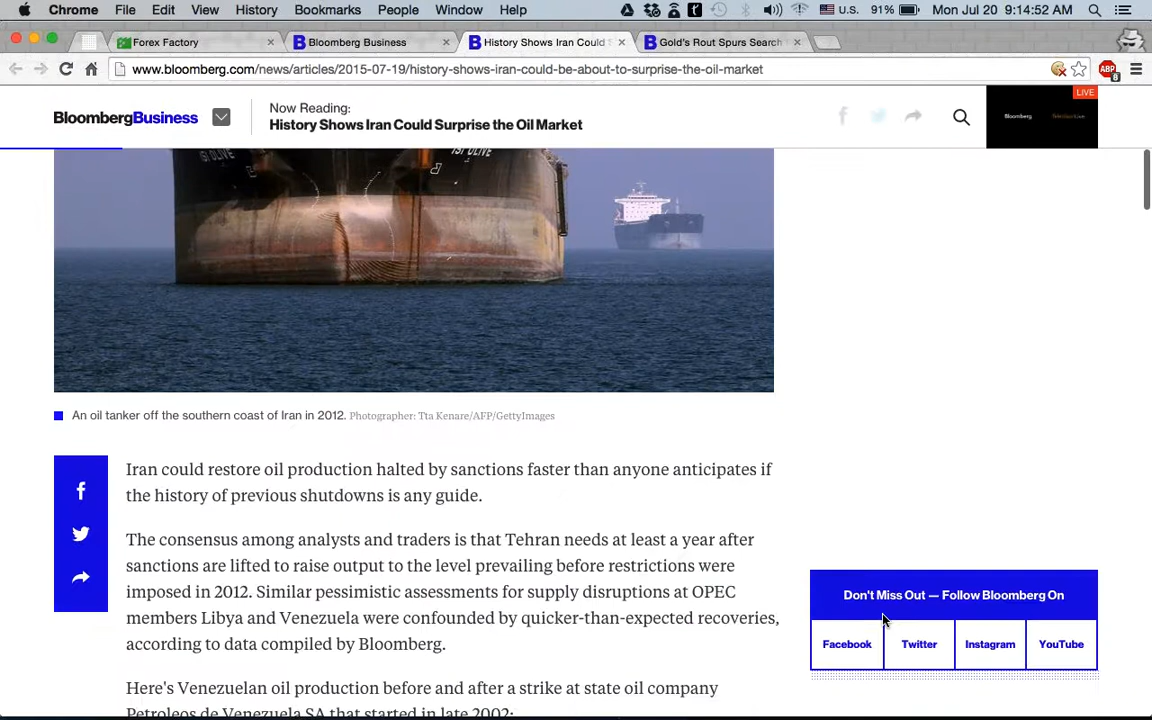 Chrome File Edit View History Bookmarks People Window Help U.S. 91% Mon Jul 20 9:14:52 AM
Forex Factory Bloomberg Business History Shows Iran Could Gold's Rout Spurs Search
www.bloomberg.com/news/articles/2015-07-19/history-shows-iran-could-be-about-to-surprise-the-oil-market ABP 8
LIVE
Now Reading:
BloombergBusiness
History Shows Iran Could Surprise the Oil Market
Bloomberg
An oil tanker off the southern coast of Iran in 2012. Photographer: Tta Kenare/AFP/GettyImages
Iran could restore oil production halted by sanctions faster than anyone anticipates if
the history of previous shutdowns is any guide.
The consensus among analysts and traders is that Tehran needs at least a year after
sanctions are lifted to raise output to the level prevailing before restrictions were
imposed in 2012. Similar pessimistic assessments for supply disruptions at OPEC
members Libya and Venezuela were confounded by quicker-than-expected recoveries,
according to data compiled by Bloomberg.
Here's Venezuelan oil production before and after a strike at state oil company
Petroleos de Venezuela SA that started in late 2002:
Don't Miss Out — Follow Bloomberg On
Facebook Twitter Instagram YouTube